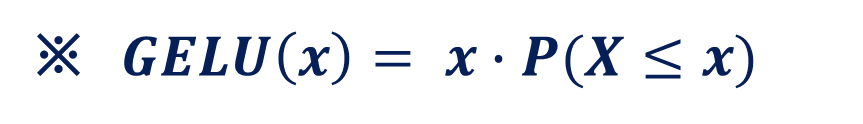 ※ GELU(x) = x · P(X ≤ x)